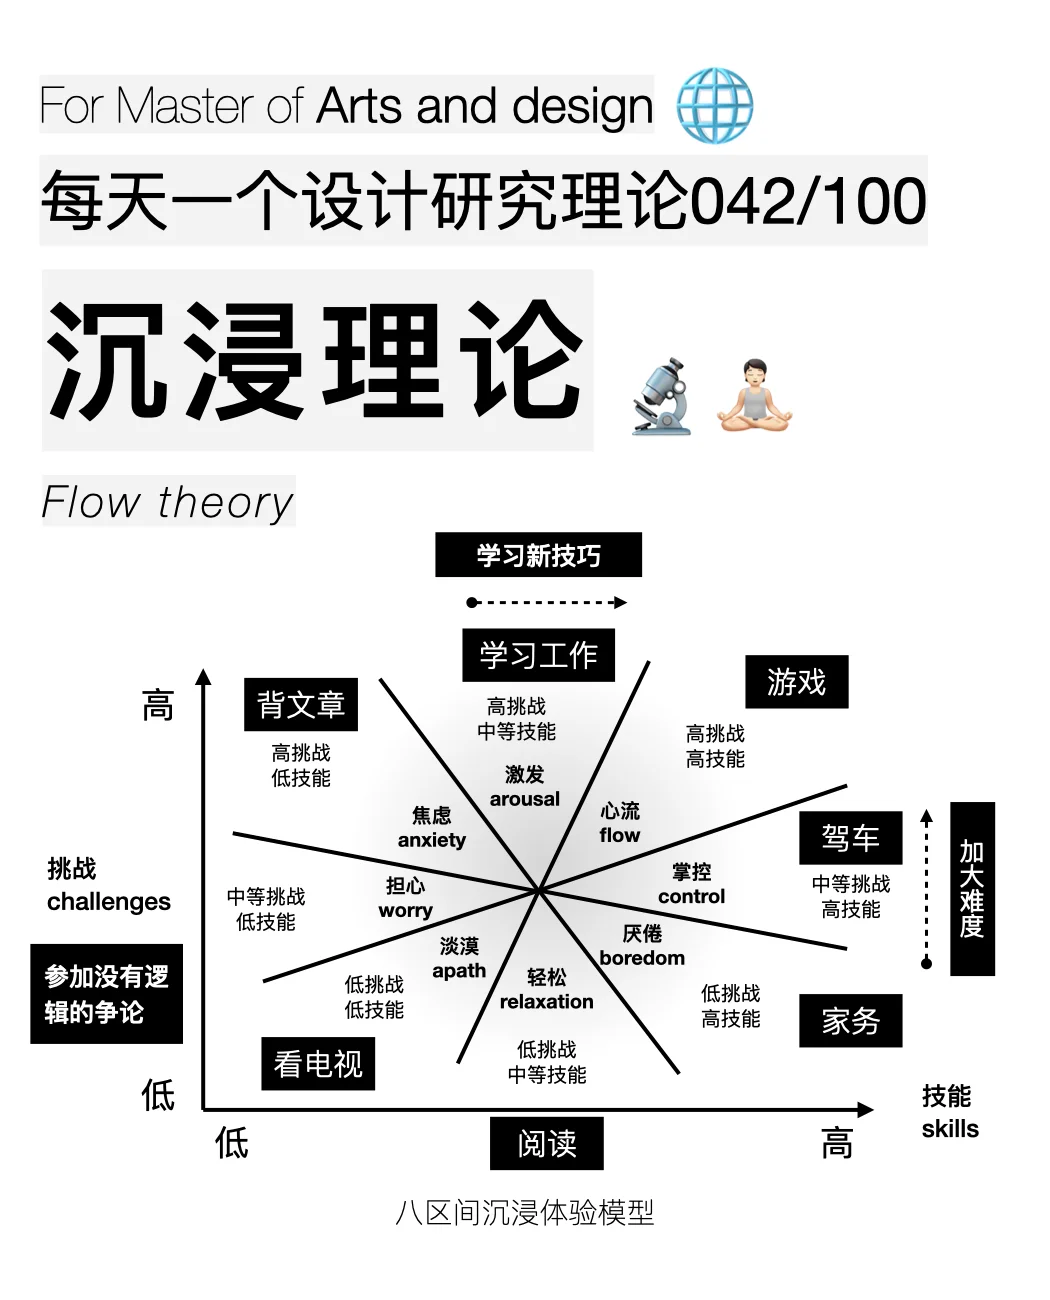 For Master of Arts and design
每天一个设计研究理论042/100
沉浸理论
Flow theory
学习新技巧
学习工作
高挑战
中等技能
激发
arousal
游戏
高挑战
高技能
心流
flow
高
背文章
高挑战
低技能
焦虑
anxiety
驾车
中等挑战
高技能
掌控
control
加大难度
挑战
challenges
中等挑战
低技能
担心
worry
参加没有逻
辑的争论
淡漠
apath
低挑战
低技能
看电视
轻松
relaxation
低挑战
中等技能
阅读
厌倦
boredom
低挑战
高技能
家务
低
低
高
技能
skills
八区间沉浸体验模型